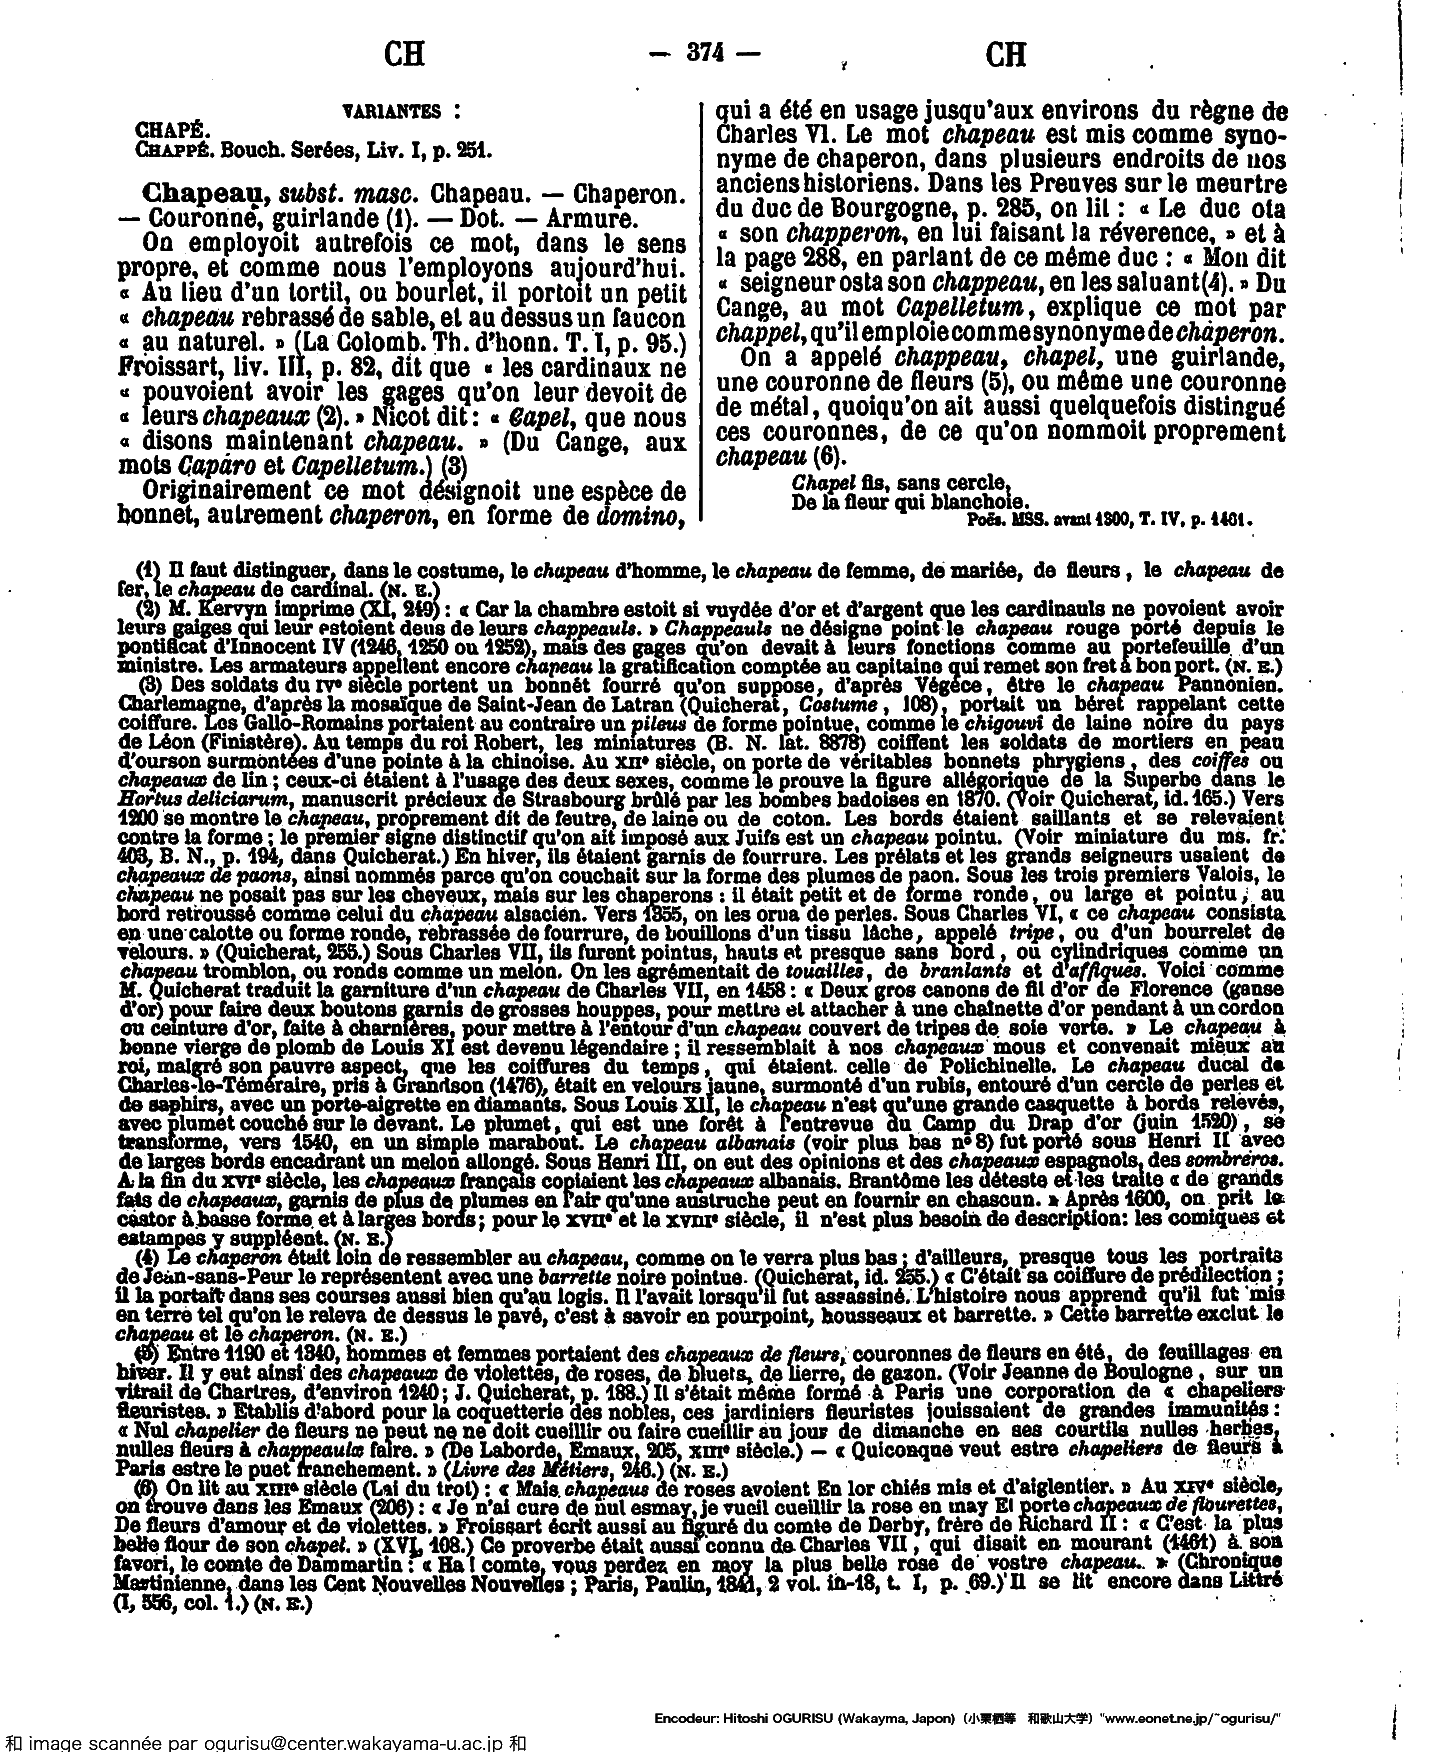 CH
— 374 —
CH
VARIANTES :
CHAPÉ.
CHAPPÉ. Bouch. Serées, Liv. I, p. 251.
Chapeau, subst. masc. Chapeau. — Chaperon.
— Couronne, guirlande (1). — Dot. — Armure.
On employoit autrefois ce mot, dans le sens
propre, et comme nous l'employons aujourd'hui.
« Au lieu d'un tortil, ou bourlet, il portoit un petit
« chapeau rebrassé de sable, et au dessus un faucon
« au naturel. » (La Colomb. Th. d'honn. T. I, p. 95.)
Froissart, liv. III, p. 82, dit que « les cardinaux ne
« pouvoient avoir les gages qu'on leur devoit de
« leurs chapeaux (2). » Nicot dit : « Capel, que nous
« disons maintenant chapeau. » (Du Cange, aux
mots Caparo et Capelletum.) (3)
Originairement ce mot désignoit une espèce de
bonnet, autrement chaperon, en forme de domino,
qui a été en usage jusqu'aux environs du règne de
Charles VI. Le mot chapeau est mis comme syno-
nyme de chaperon, dans plusieurs endroits de nos
anciens historiens. Dans les Preuves sur le meurtre
du duc de Bourgogne, p. 285, on lit : « Le duc ota
« son chapperon, en lui faisant la réverence, » et à
la page 288, en parlant de ce même duc : « Mon dit
« seigneur osta son chappeau, en les saluant (4). » Du
Cange, au mot Capelletum, explique ce mot par
chappel, qu'il emploie comme synonyme de chaperon.
On a appelé chappeau, chapel, une guirlande,
une couronne de fleurs (5), ou même une couronne
de métal, quoiqu'on ait aussi quelquefois distingué
ces couronnes, de ce qu'on nommoit proprement
chapeau (6).
Chapel fis, sans cercle,
De la fleur qui blanchoie.
Poës. MSS. avant 1300, T. IV, p. 1461.
(1) Il faut distinguer, dans le costume, le chapeau d'homme, le chapeau de femme, de mariée, de fleurs, le chapeau de
fer, le chapeau de cardinal. (N. E.)
(2) M. Kervyn imprime (XI, 249) : « Car la chambre estoit si vuydée d'or et d'argent que les cardinauls ne povoient avoir
leurs gaiges qui leur estoient deus de leurs chappeauls. » Chappeauls ne désigne point le chapeau rouge porté depuis le
pontificat d'Innocent IV (1246, 1250 ou 1252), mais des gages qu'on devait à leurs fonctions comme au portefeuille d'un
ministre. Les armateurs appellent encore chapeau la gratification comptée au capitaine qui remet son fret à bon port. (N. E.)
(3) Des soldats du IVe siècle portent un bonnet fourré qu'on suppose, d'après Végèce, être le chapeau Pannonien.
Charlemagne, d'après la mosaïque de Saint-Jean de Latran (Quicherat, Costume, 108), portait un béret rappelant cette
coiffure. Les Gallo-Romains portaient au contraire un pileus de forme pointue, comme le chigouvi de laine noire du pays
de Léon (Finistère). Au temps du roi Robert, les miniatures (B. N. lat. 8878) coiffent les soldats de mortiers en peau
d'ourson surmontées d'une pointe à la chinoise. Au XIIe siècle, on porte de véritables bonnets phrygiens, des coiffes ou
chapeaux de lin ; ceux-ci étaient à l'usage des deux sexes, comme le prouve la figure allégorique de la Superbe dans le
Hortus deliciarum, manuscrit précieux de Strasbourg brûlé par les bombes badoises en 1870. (Voir Quicherat, id. 165.) Vers
1200 se montre le chapeau, proprement dit de feutre, de laine ou de coton. Les bords étaient saillants et se relevaient
contre la forme ; le premier signe distinctif qu'on ait imposé aux Juifs est un chapeau pointu. (Voir miniature du ms. fr.
403, B. N., p. 194, dans Quicherat.) En hiver, ils étaient garnis de fourrure. Les prélats et les grands seigneurs usaient de
chapeaux de paons, ainsi nommés parce qu'on couchait sur la forme des plumes de paon. Sous les trois premiers Valois, le
chapeau ne posait pas sur les cheveux, mais sur les chaperons : il était petit et de forme ronde, ou large et pointu, au
bord retroussé comme celui du chapeau alsacien. Vers 1355, on les orna de perles. Sous Charles VI, « ce chapeau consista
en une calotte ou forme ronde, rebrassée de fourrure, de bouillons d'un tissu lâche, appelé tripe, ou d'un bourrelet de
velours. » (Quicherat, 255.) Sous Charles VII, ils furent pointus, hauts et presque sans bord, ou cylindriques comme un
chapeau tromblon, ou ronds comme un melon. On les agrémentait de touailles, de branlants et d'affiques. Voici comme
M. Quicherat traduit la garniture d'un chapeau de Charles VII, en 1458 : « Deux gros canons de fil d'or de Florence (ganse
d'or) pour faire deux boutons garnis de grosses houppes, pour mettre et attacher à une chaînette d'or pendant à un cordon
ou ceinture d'or, faite à charnières, pour mettre à l'entour d'un chapeau couvert de tripes de soie verte. » Le chapeau à
bonne vierge de plomb de Louis XI est devenu légendaire ; il ressemblait à nos chapeaux mous et convenait mieux au
roi, malgré son pauvre aspect, que les coiffures du temps, qui étaient celle de Polichinelle. Le chapeau ducal de
Charles-le-Téméraire, pris à Grandson (1476), était en velours jaune, surmonté d'un rubis, entouré d'un cercle de perles et
de saphirs, avec un porte-aigrette en diamants. Sous Louis XII, le chapeau n'est qu'une grande casquette à bords relevés,
avec plumet couché sur le devant. Le plumet, qui est une forêt à l'entrevue du Camp du Drap d'or (juin 1520), se
transforme, vers 1540, en un simple marabout. Le chapeau albanais (voir plus bas n° 8) fut porté sous Henri II avec
de larges bords encadrant un melon allongé. Sous Henri III, on eut des opinions et des chapeaux espagnols, des sombréros.
A la fin du XVIe siècle, les chapeaux français copiaient les chapeaux albanais. Brantôme les déteste et les traite « de grands
fats de chapeaux, garnis de plus de plumes en l'air qu'une austruche peut en fournir en chascun. » Après 1600, on prit le
castor à basse forme et à larges bords ; pour le XVIIe et le XVIIIe siècle, il n'est plus besoin de description : les comiques et
estampes y suppléent. (N. E.)
(4) Le chaperon était loin de ressembler au chapeau, comme on le verra plus bas ; d'ailleurs, presque tous les portraits
de Jean-sans-Peur le représentent avec une barrette noire pointue. (Quicherat, id. 255.) « C'était sa coiffure de prédilection ;
il la portait dans ses courses aussi bien qu'au logis. Il l'avait lorsqu'il fut assassiné. L'histoire nous apprend qu'il fut mis
en terre tel qu'on le releva de dessus le pavé, c'est à savoir en pourpoint, housseaux et barrette. » Cette barrette exclut le
chapeau et le chaperon. (N. E.)
(5) Entre 1190 et 1340, hommes et femmes portaient des chapeaux de fleurs, couronnes de fleurs en été, de feuillages en
hiver. Il y eut ainsi des chapeaux de violettes, de roses, de bluets, de lierre, de gazon. (Voir Jeanne de Boulogne, sur un
vitrail de Chartres, d'environ 1240 ; J. Quicherat, p. 188.) Il s'était même formé à Paris une corporation de « chapeliers
fleuristes. » Etablis d'abord pour la coquetterie des nobles, ces jardiniers fleuristes jouissaient de grandes immunités :
« Nul chapelier de fleurs ne peut ne ne doit cueillir ou faire cueillir au jour de dimanche en ses courtils nulles herbes,
nulles fleurs à chappeaulx faire. » (De Laborde, Emaux, 205, XIIIe siècle.) — « Quiconque veut estre chapeliers de fleurs à
Paris estre le puet franchement. » (Livre des Métiers, 246.) (N. E.)
(6) On lit au XIIIe siècle (Lai du trot) : « Mais chapeaus de roses avoient En lor chiés mis et d'aiglentier. » Au XIVe siècle,
on trouve dans les Emaux (206) : « Je n'ai cure de nul esmay, je vueil cueillir la rose en may El porte chapeaux de flourettes,
De fleurs d'amour et de violettes. » Froissart écrit aussi au figuré du comte de Derby, frère de Richard II : « C'est la plus
belle flour de son chapel. » (XVI, 108.) Ce proverbe était aussi connu de Charles VII, qui disait en mourant (1461) à son
favori, le comte de Dammartin : « Ha ! comte, vous perdez en moy la plus belle rose de vostre chapeau. » (Chronique
Martinienne, dans les Cent Nouvelles Nouvelles ; Paris, Paulin, 1841, 2 vol. in-18, t. I, p. 69.) Il se lit encore dans Littré
(I, 556, col. 1.) (N. E.)
Encodeur: Hitoshi OGURISU (Wakayma, Japon) (小栗栖等 和歌山大学) "www.eonet.ne.jp/~ogurisu/"
和 image scannée par ogurisu@center.wakayama-u.ac.jp 和